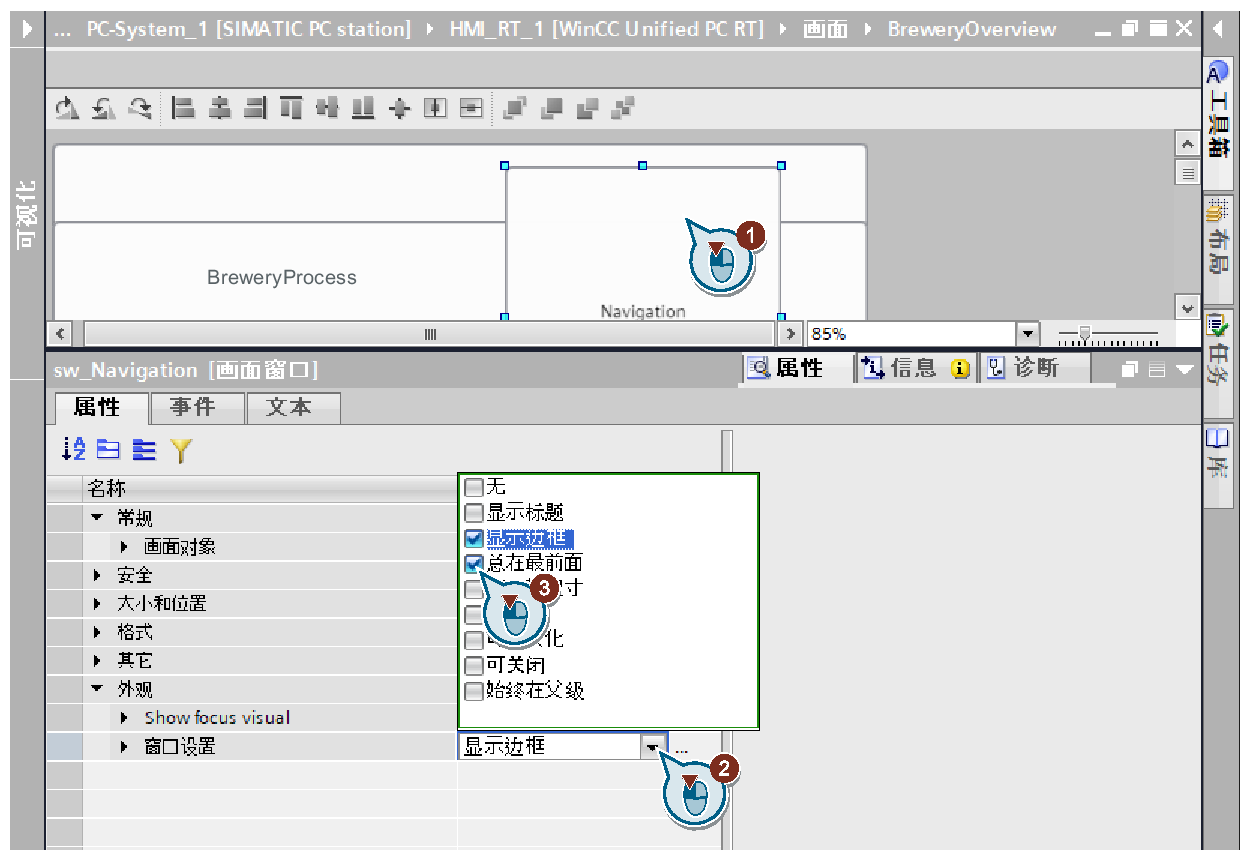 ... PC-System_1 [SIMATIC PC station] HMI_RT_1 [WinCC Unified PC RT] 画面 BreweryOverview
可视化
工具箱
布局
任务
库
1
BreweryProcess
Navigation
85%
sw_Navigation [画面窗口]
属性 信息 诊断
属性 事件 文本
名称
常规
画面对象
安全
大小和位置
格式
其它
外观
Show focus visual
窗口设置
无
显示标题
显示边框
总在最前面
寸
3
化
可关闭
始终在父级
显示边框
...
2